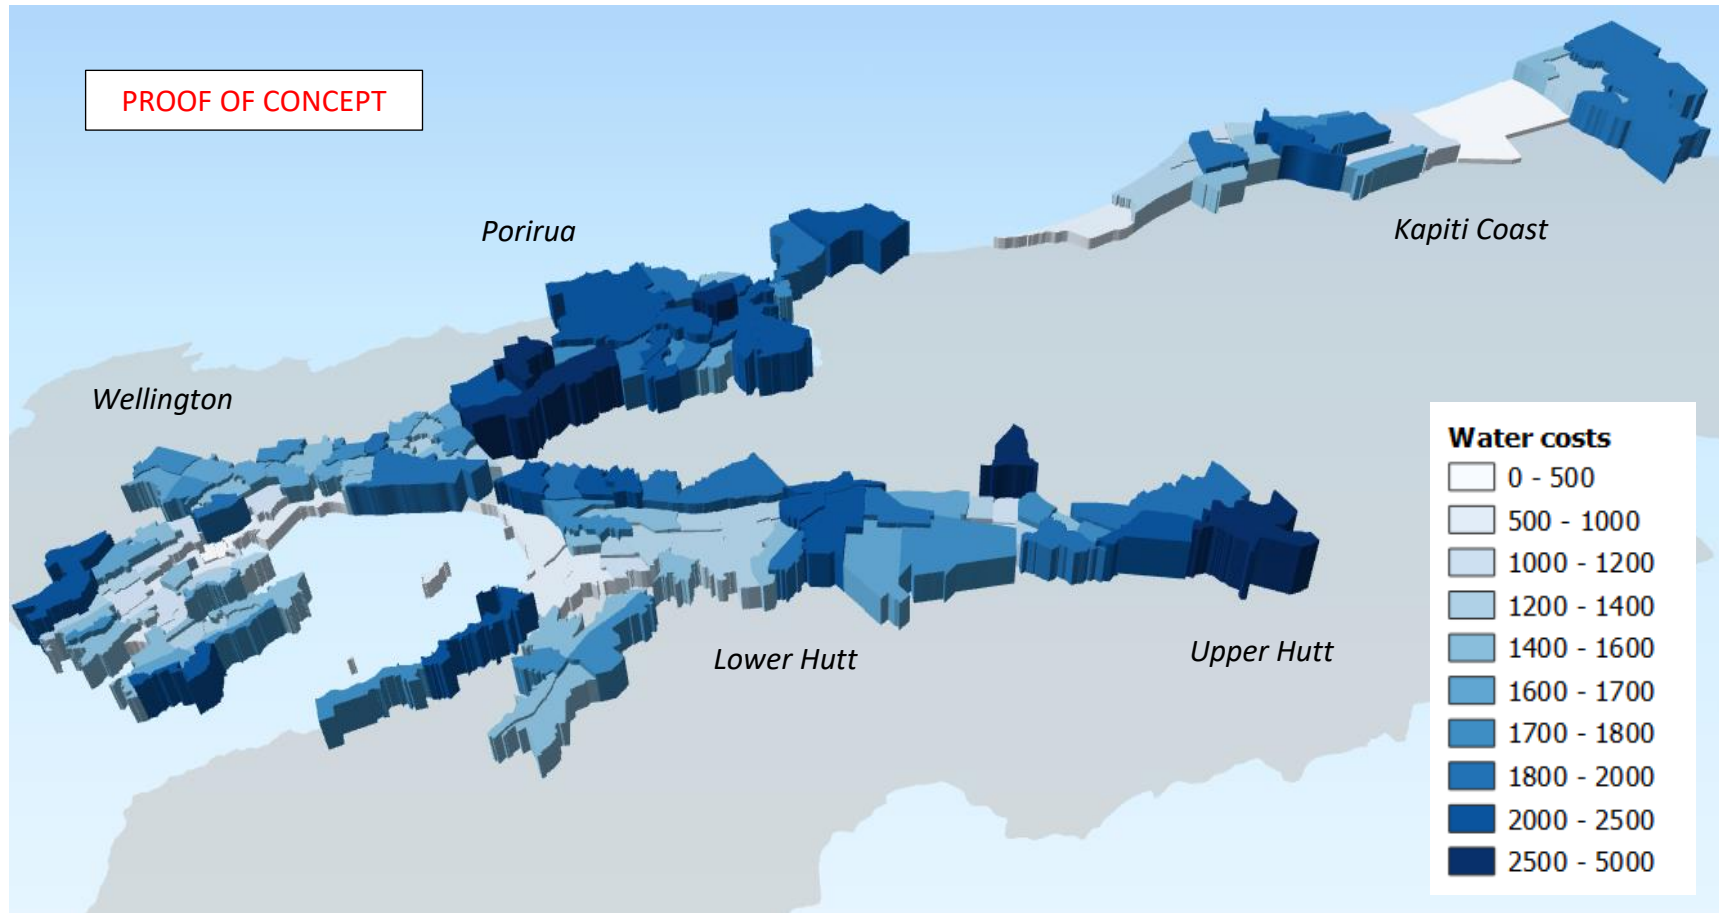 PROOF OF CONCEPT
Porirua
Kapiti Coast
Wellington
Lower Hutt
Upper Hutt
Water costs
0 - 500
500 - 1000
1000 - 1200
1200 - 1400
1400 - 1600
1600 - 1700
1700 - 1800
1800 - 2000
2000 - 2500
2500 - 5000